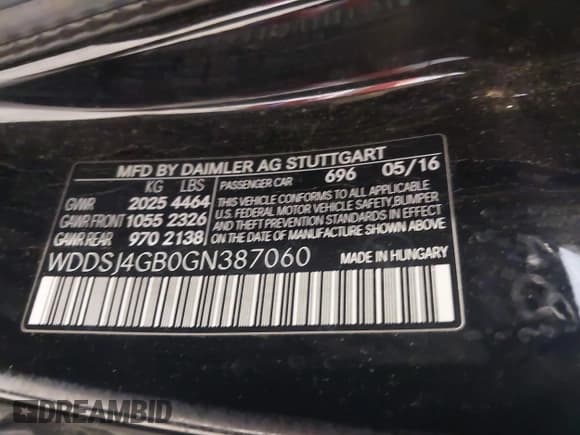 MFD BY DAIMLER AG STUTTGART
KG LBS PASSENGER CAR 696 05/16
GVWR 2025 4464
GAWR FRONT 1055 2326
GAWR REAR 970 2138
THIS VEHICLE CONFORMS TO ALL APPLICABLE
U.S. FEDERAL MOTOR VEHICLE SAFETY,BUMPER
AND THEFT PREVENTION STANDARDS IN EFFECT
ON THE DATE OF MANUFACTURE SHOWN ABOVE.
WDDSJ4GB0GN387060 MADE IN HUNGARY
DREAMBID